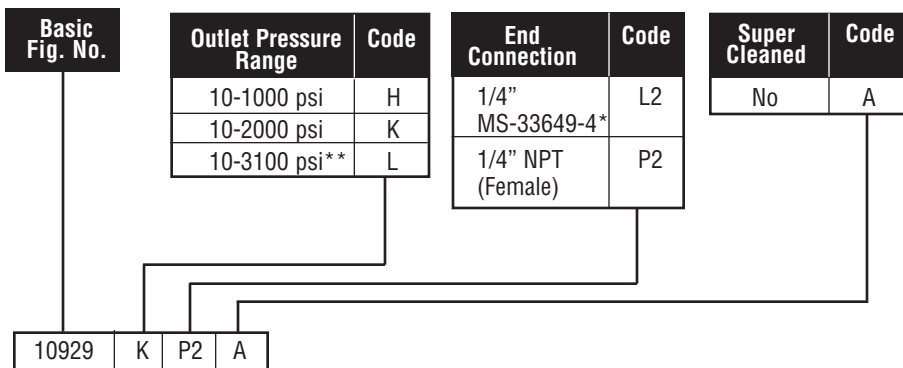 Basic
Fig. No.
Outlet Pressure
Range
Code
10-1000 psi
H
10-2000 psi
K
10-3100 psi**
L
End
Connection
Code
1/4”
MS-33649-4*
L2
1/4” NPT
(Female)
P2
Super
Cleaned
Code
No
A
10929
K
P2
A